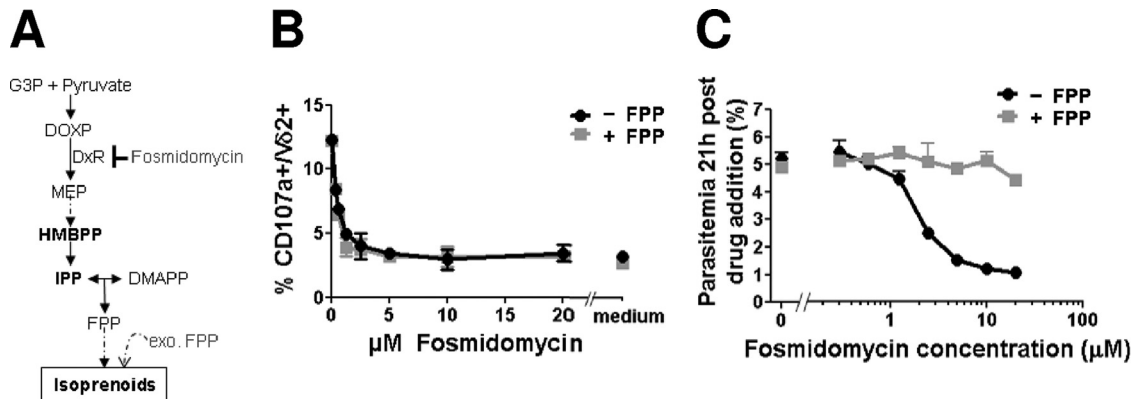 A
G3P + Pyruvate
DOXP
DxR
Fosmidomycin
MEP
HMBPP
IPP
DMAPP
FPP
exo. FPP
Isoprenoids
B
% CD107a+/Vδ2+
15
10
5
0
0
5
10
15
20
medium
µM Fosmidomycin
– FPP
+ FPP
C
Parasitemia 21h post
drug addition (%)
7
6
5
4
3
2
1
0
0
1
10
100
Fosmidomycin concentration (µM)
– FPP
+ FPP